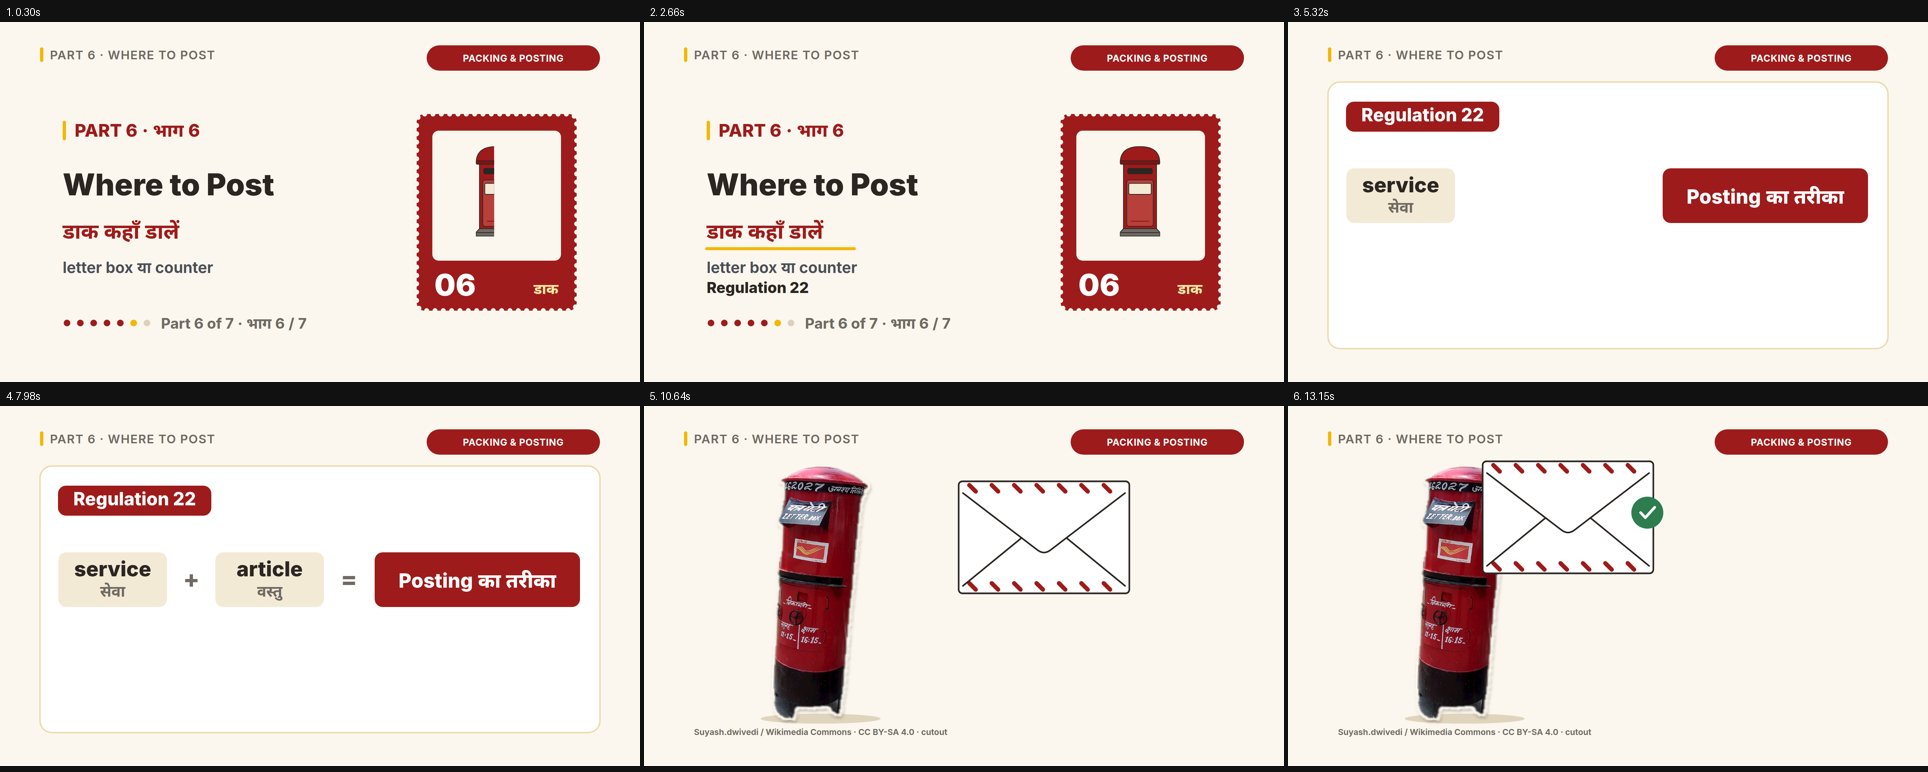 1. 0.30s
PART 6 · WHERE TO POST
PACKING & POSTING
PART 6 · भाग 6
Where to Post
डाक कहाँ डालें
letter box या counter
06
डाक
Part 6 of 7 · भाग 6 / 7
2. 2.66s
PART 6 · WHERE TO POST
PACKING & POSTING
PART 6 · भाग 6
Where to Post
डाक कहाँ डालें
letter box या counter
Regulation 22
06
डाक
Part 6 of 7 · भाग 6 / 7
3. 5.32s
PART 6 · WHERE TO POST
PACKING & POSTING
Regulation 22
service
सेवा
Posting का तरीका
4. 7.98s
PART 6 · WHERE TO POST
PACKING & POSTING
Regulation 22
service + article = Posting का तरीका
सेवा
वस्तु
5. 10.64s
PART 6 · WHERE TO POST
PACKING & POSTING
LETTER BOX
Suyash.dwivedi / Wikimedia Commons · CC BY-SA 4.0 · cutout
6. 13.15s
PART 6 · WHERE TO POST
PACKING & POSTING
LETTER BOX
Suyash.dwivedi / Wikimedia Commons · CC BY-SA 4.0 · cutout